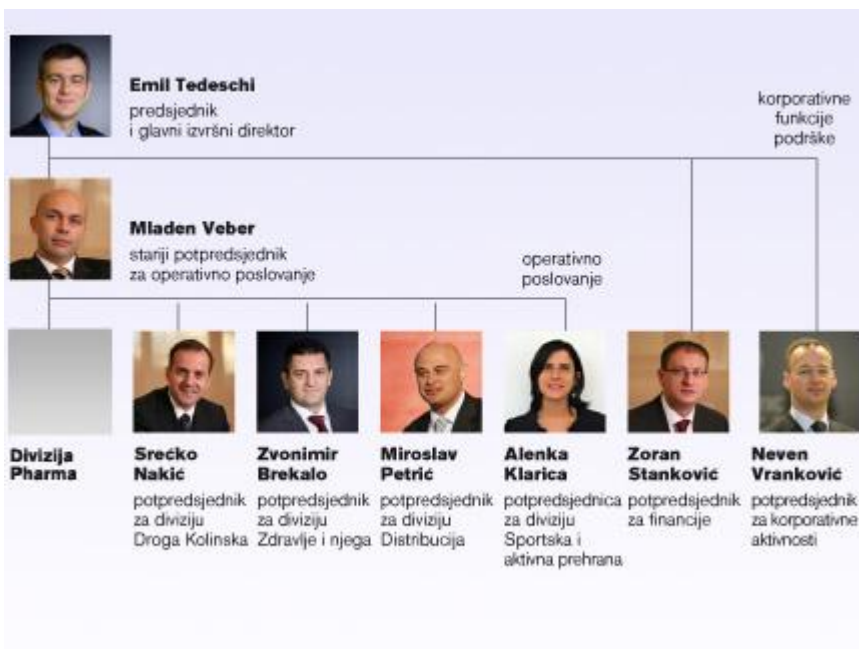 Emil Tedeschi
predsjednik
i glavni izvršni direktor
korporativne
funkcije
podrške
Mladen Veber
stariji potpredsjednik
za operativno poslovanje
operativno
poslovanje
Divizija
Pharma
Srećko
Nakić
potpredsjednik
za diviziju
Droga Kolinska
Zvonimir
Brekalo
potpredsjednik
za diviziju
Zdravlje i njega
Miroslav
Petrić
potpredsjednik
za diviziju
Distribucija
Alenka
Klarica
potpredsjednica
za diviziju
Sportska i
aktivna prehrana
Zoran
Stanković
potpredsjednik
za financije
Neven
Vranković
potpredsjednik
za korporativne
aktivnosti